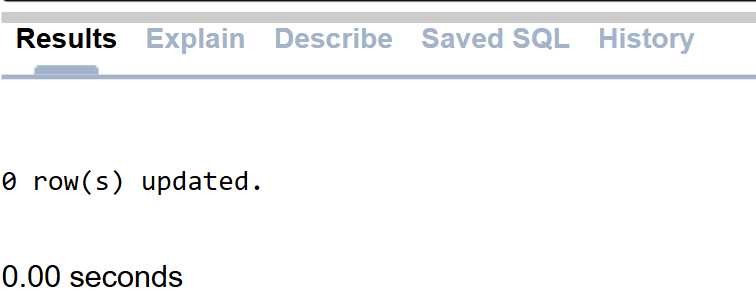 Results Explain Describe Saved SQL History
0 row(s) updated.
0.00 seconds